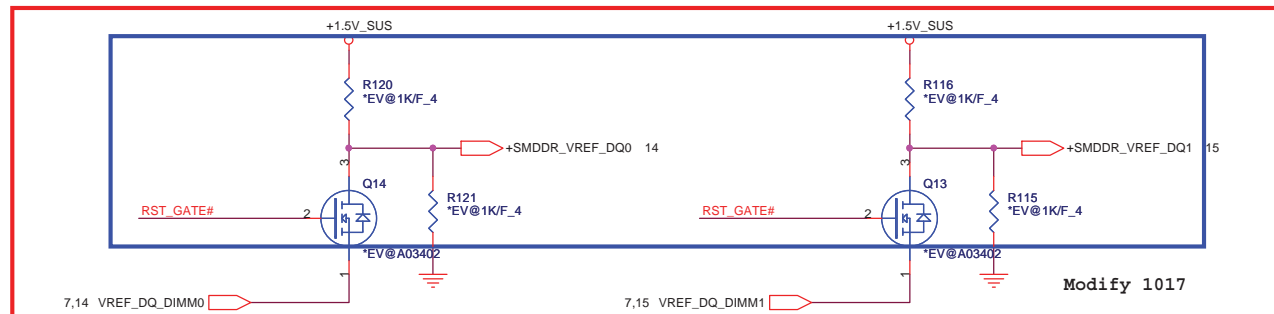 +1.5V_SUS
+1.5V_SUS
R120
*EV@1K/F_4
R116
*EV@1K/F_4
+SMDDR_VREF_DQ0 14
+SMDDR_VREF_DQ1 15
3
3
Q14
Q13
R121
*EV@1K/F_4
R115
*EV@1K/F_4
RST_GATE#
2
RST_GATE#
2
*EV@AO3402
*EV@AO3402
1
1
Modify 1017
7,14 VREF_DQ_DIMM0
7,15 VREF_DQ_DIMM1